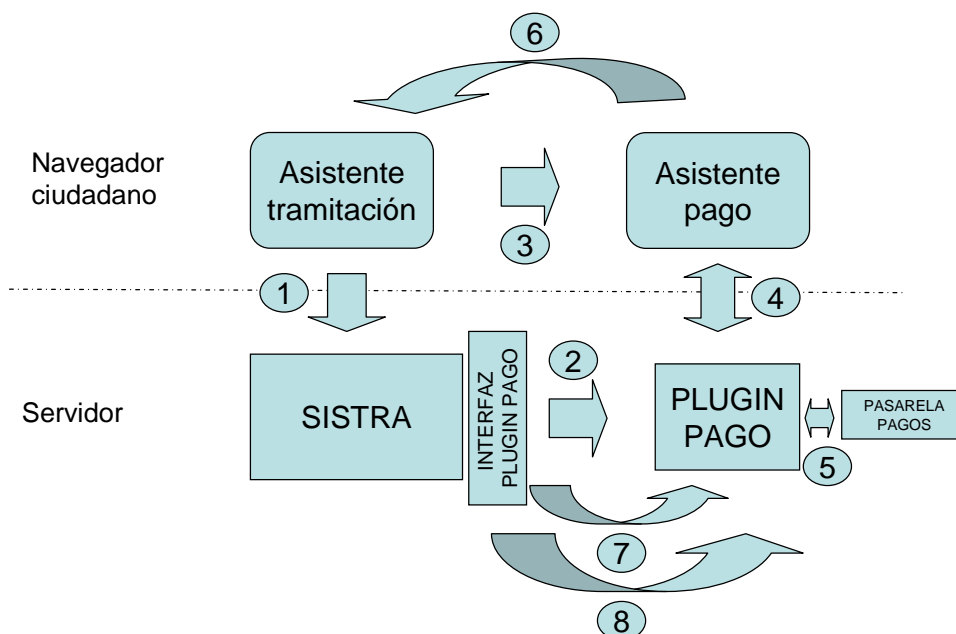 6
Navegador
ciudadano
Asistente
tramitación
3
Asistente
pago
1
4
Servidor
SISTRA
INTERFAZ
PLUGIN PAGO
2
PLUGIN
PAGO
5
PASARELA
PAGOS
7
8